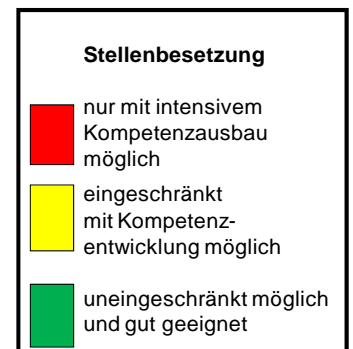 Stellenbesetzung
nur mit intensivem
Kompetenzausbau
möglich
eingeschränkt
mit Kompetenz-
entwicklung möglich
uneingeschränkt möglich
und gut geeignet